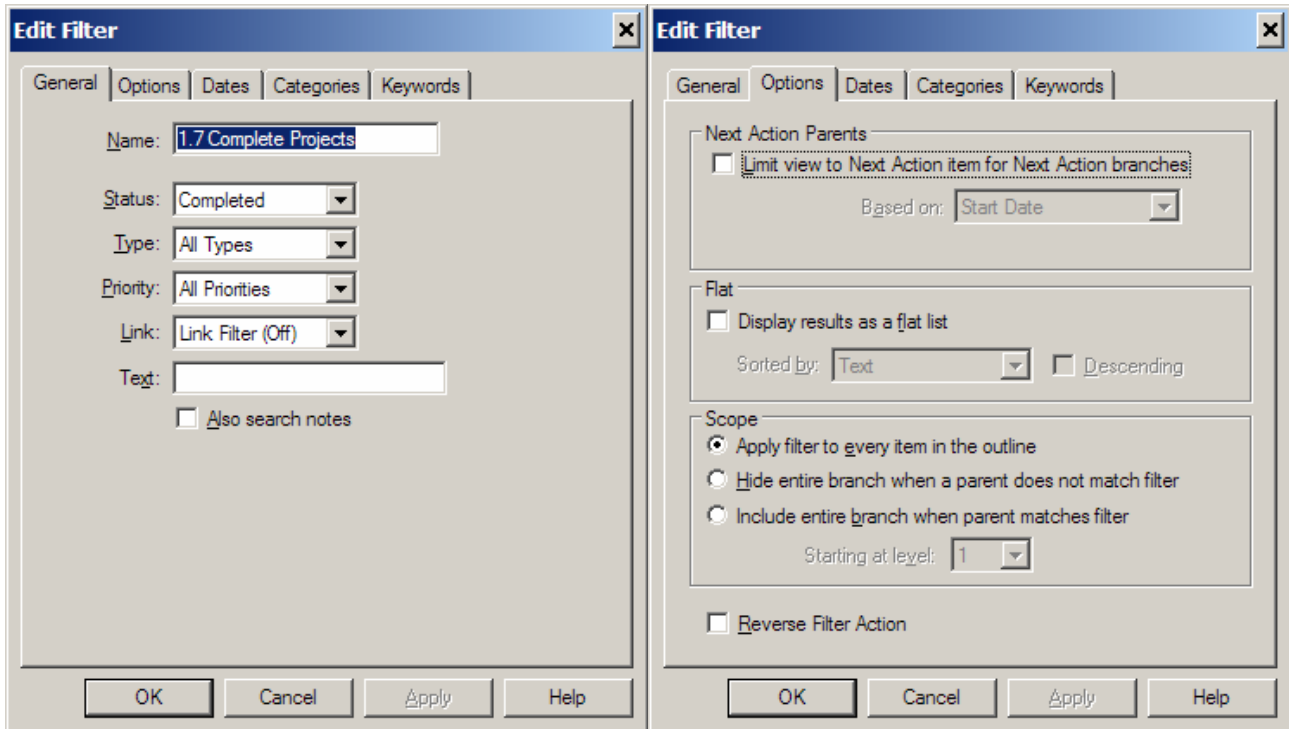 Edit Filter
General Options Dates Categories Keywords
Name: 1.7 Complete Projects
Status: Completed
Type: All Types
Priority: All Priorities
Link: Link Filter (Off)
Text:
Also search notes
OK Cancel Apply Help
Edit Filter
General Options Dates Categories Keywords
Next Action Parents
Limit view to Next Action item for Next Action branches
Based on: Start Date
Flat
Display results as a flat list
Sorted by: Text Descending
Scope
Apply filter to every item in the outline
Hide entire branch when a parent does not match filter
Include entire branch when parent matches filter
Starting at level: 1
Reverse Filter Action
OK Cancel Apply Help